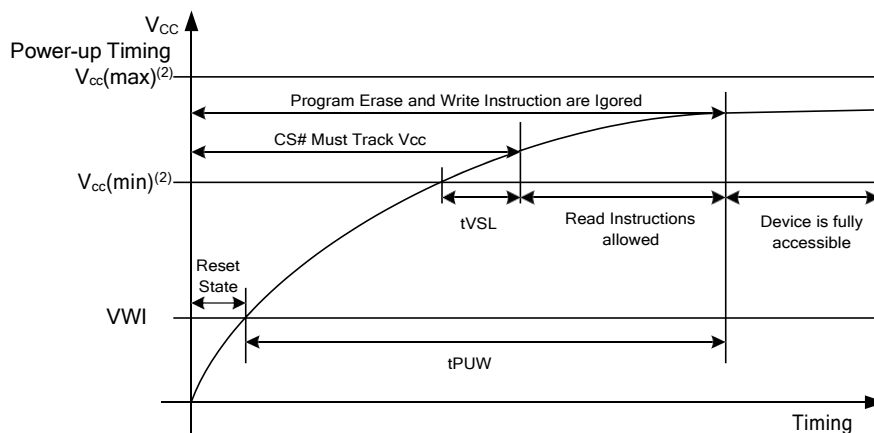 VCC
Power-up Timing
Vcc(max)(2)
Program Erase and Write Instruction are Igored
CS# Must Track Vcc
Vcc(min)(2)
tVSL
Read Instructions
allowed
Device is fully
accessible
Reset
State
VWI
tPUW
Timing